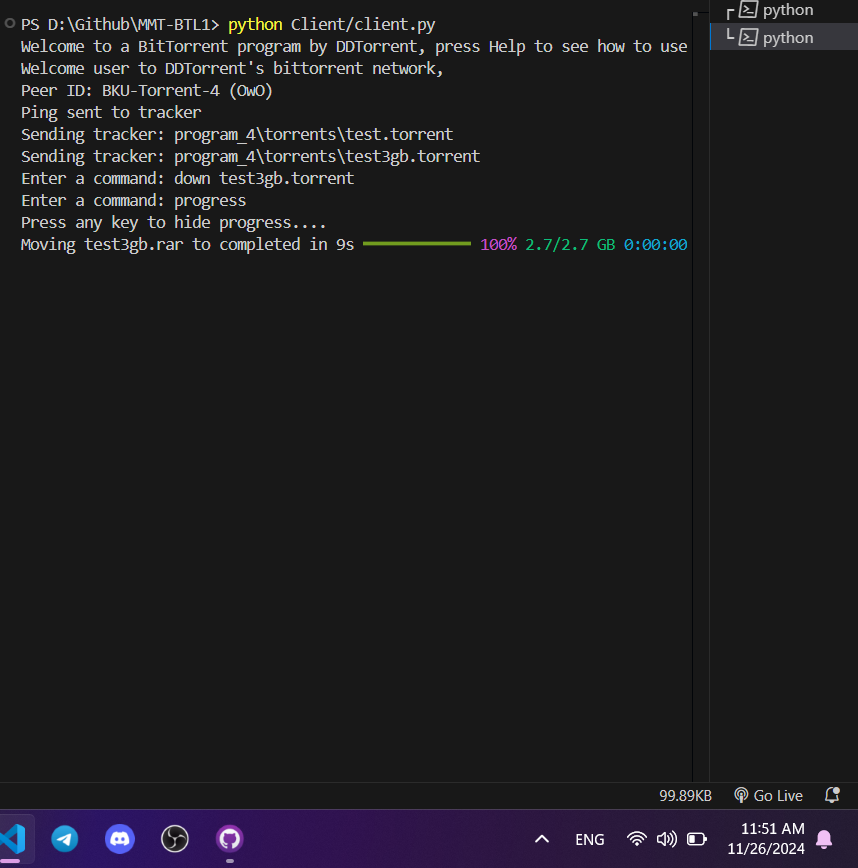 PS D:\Github\MMT-BTL1> python Client/client.py
Welcome to a BitTorrent program by DDTorrent, press Help to see how to use
Welcome user to DDTorrent's bittorrent network,
Peer ID: BKU-Torrent-4 (OwO)
Ping sent to tracker
Sending tracker: program_4\torrents\test.torrent
Sending tracker: program_4\torrents\test3gb.torrent
Enter a command: down test3gb.torrent
Enter a command: progress
Press any key to hide progress....
Moving test3gb.rar to completed in 9s 100% 2.7/2.7 GB 0:00:00
python
python
99.89KB Go Live
ENG
11:51 AM
11/26/2024